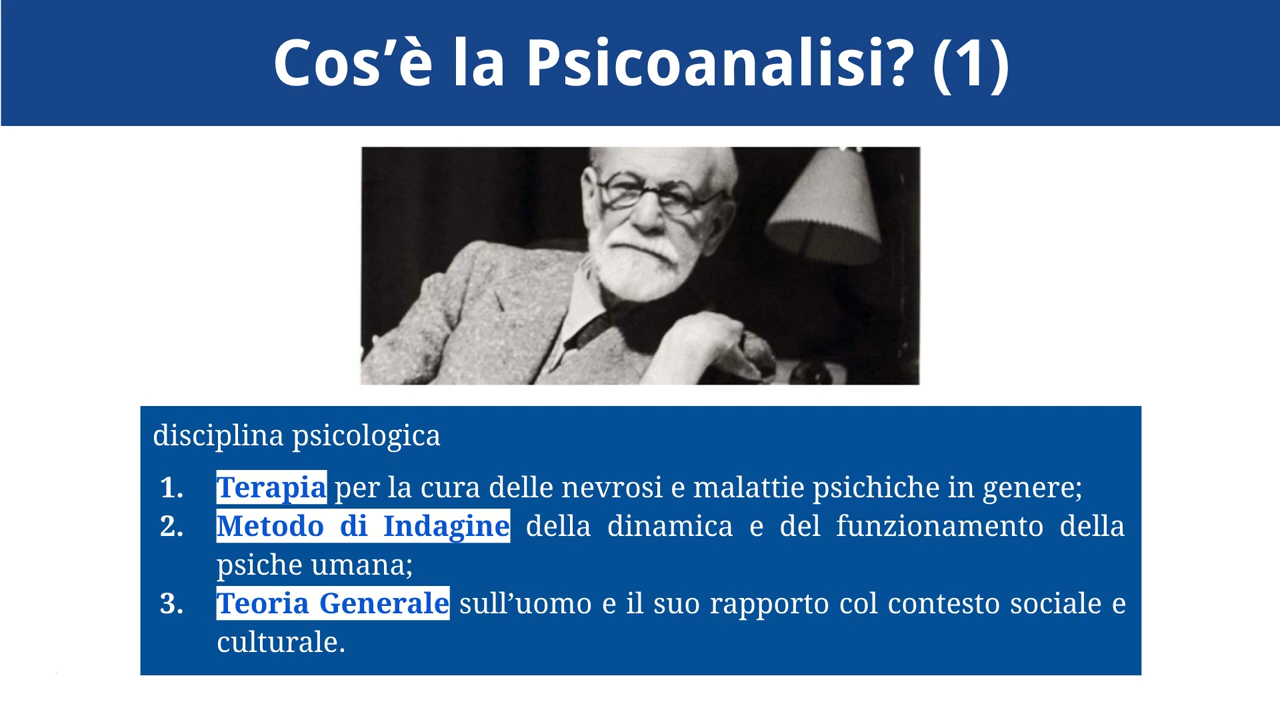 Cos’è la Psicoanalisi? (1)
disciplina psicologica
1. Terapia per la cura delle nevrosi e malattie psichiche in genere;
2. Metodo di Indagine della dinamica e del funzionamento della
psiche umana;
3. Teoria Generale sull’uomo e il suo rapporto col contesto sociale e
culturale.